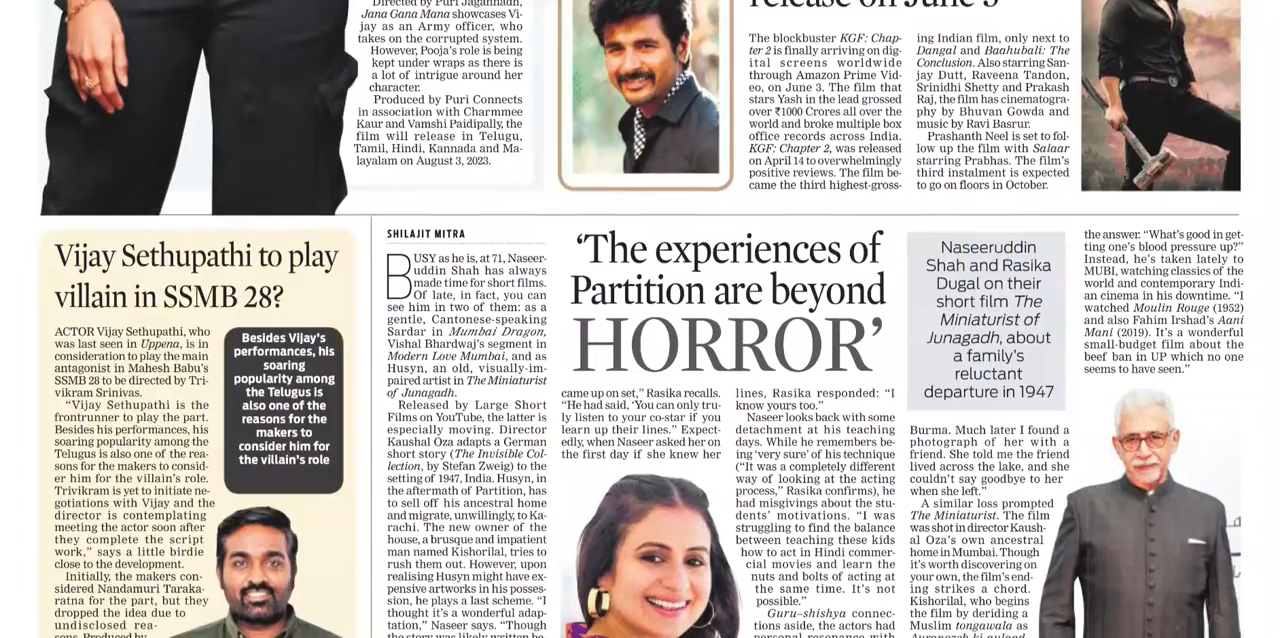 Directed by Puri Jagannadh,
Jana Gana Mana showcases Vi-
jay as an Army officer, who
takes on the corrupted system.
However, Pooja's role is being
kept under wraps as there is
a lot of intrigue around her
character.
Produced by Puri Connects
in association with Charmmee
Kaur and Vamshi Paidipally, the
film will release in Telugu,
Tamil, Hindi, Kannada and Ma-
layalam on August 3, 2023.
release on June 3
The blockbuster KGF: Chap-
ter 2 is finally arriving on dig-
ital screens worldwide
through Amazon Prime Vid-
eo, on June 3. The film that
stars Yash in the lead grossed
over ₹1000 Crores all over the
world and broke multiple box
office records across India.
KGF: Chapter 2, was released
on April 14 to overwhelmingly
positive reviews. The film be-
came the third highest-gross-
ing Indian film, only next to
Dangal and Baahubali: The
Conclusion. Also starring San-
jay Dutt, Raveena Tandon,
Srinidhi Shetty and Prakash
Raj, the film has cinematogra-
phy by Bhuvan Gowda and
music by Ravi Basrur.
Prashanth Neel is set to fol-
low up the film with Salaar
starring Prabhas. The film's
third instalment is expected
to go on floors in October.
Vijay Sethupathi to play
villain in SSMB 28?
ACTOR Vijay Sethupathi, who
was last seen in Uppena, is in
consideration to play the main
antagonist in Mahesh Babu's
SSMB 28 to be directed by Tri-
vikram Srinivas.
"Vijay Sethupathi is the
frontrunner to play the part.
Besides his performances, his
soaring popularity among the
Telugus is also one of the rea-
sons for the makers to consid-
er him for the villain's role.
Trivikram is yet to initiate ne-
gotiations with Vijay and the
director is contemplating
meeting the actor soon after
they complete the script
work," says a little birdie
close to the development.
Initially, the makers con-
sidered Nandamuri Taraka-
ratna for the part, but they
dropped the idea due to
undisclosed rea-
sons. Produced by
Besides Vijay's
performances, his
soaring
popularity among
the Telugus is
also one of the
reasons for the
makers to
consider him for
the villain's role
SHILAJIT MITRA
BUSY as he is, at 71, Naseer-
uddin Shah has always
made time for short films.
Of late, in fact, you can
see him in two of them: as a
gentle, Cantonese-speaking
Sardar in Mumbai Dragon,
Vishal Bhardwaj's segment in
Modern Love Mumbai, and as
Husyn, an old, visually-im-
paired artist in The Miniaturist
of Junagadh.
Released by Large Short
Films on YouTube, the latter is
especially moving. Director
Kaushal Oza adapts a German
short story (The Invisible Col-
lection, by Stefan Zweig) to the
setting of 1947, India. Husyn, in
the aftermath of Partition, has
to sell off his ancestral home
and migrate, unwillingly, to Ka-
rachi. The new owner of the
house, a brusque and impatient
man named Kishorilal, tries to
rush them out. However, upon
realising Husyn might have ex-
pensive artworks in his posses-
sion, he plays a last scheme. "I
thought it's a wonderful adap-
tation," Naseer says. "Though
the story was likely written be-
'The experiences of
Partition are beyond
HORROR'
came up on set," Rasika recalls.
"He had said, 'You can only tru-
ly listen to your co-star if you
learn up their lines.'" Expect-
edly, when Naseer asked her on
the first day if she knew her
lines, Rasika responded: "I
know yours too."
Naseer looks back with some
detachment at his teaching
days. While he remembers be-
ing 'very sure' of his technique
("It was a completely different
way of looking at the acting
process," Rasika confirms), he
had misgivings about the stu-
dents' motivations. "I was
struggling to find the balance
between teaching these kids
how to act in Hindi commer-
cial movies and learn the
nuts and bolts of acting at
the same time. It's not
possible."
Guru–shishya connec-
tions aside, the actors had
personal resonance with
Naseeruddin
Shah and Rasika
Dugal on their
short film The
Miniaturist of
Junagadh, about
a family's
reluctant
departure in 1947
Burma. Much later I found a
photograph of her with a
friend. She told me the friend
lived across the lake, and she
couldn't say goodbye to her
when she left."
A similar loss prompted
The Miniaturist. The film
was shot in director Kaush-
al Oza's own ancestral
home in Mumbai. Though
it's worth discovering on
your own, the film's end-
ing strikes a chord.
Kishorilal, who begins
the film by deriding a
Muslim tongawala as
Aurangzeb ki aulaad,
the answer. "What's good in get-
ting one's blood pressure up?"
Instead, he's taken lately to
MUBI, watching classics of the
world and contemporary Indi-
an cinema in his downtime. "I
watched Moulin Rouge (1952)
and also Fahim Irshad's Aani
Mani (2019). It's a wonderful
small-budget film about the
beef ban in UP which no one
seems to have seen."